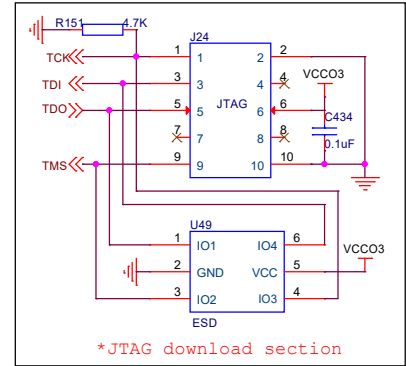 R151 4.7K
J24
TCK 1 1 2 2
VCCO3
TDI 3 3 4 4
TDO 5 5 JTAG 6 6
C434
7 7 8 8
0.1uF
TMS 9 9 10 10
U49
1 IO1 IO4 6
VCCO3
2 GND VCC 5
3 IO2 IO3 4
ESD
*JTAG download section